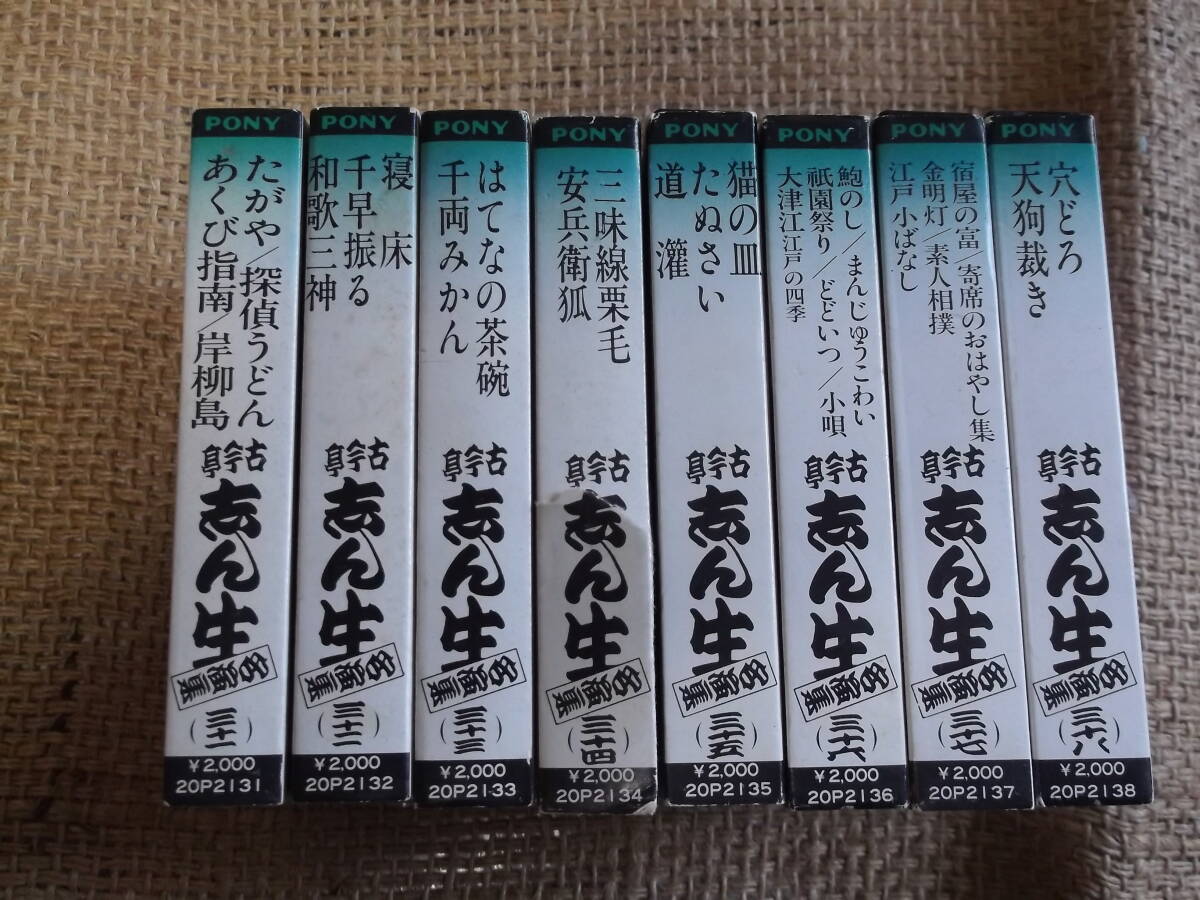 PONY
たがや/探偵うどん
あくび指南/岸柳島
古今亭
志ん生
名演集
(三十一)
¥2,000
20P2131
PONY
寝床
千早振る
和歌三神
古今亭
志ん生
名演集
(三十二)
¥2,000
20P2132
PONY
はてなの茶碗
千両みかん
古今亭
志ん生
名演集
(三十三)
¥2,000
20P2133
PONY
三味線栗毛
安兵衛狐
古今亭
志ん生
名演集
(三十四)
¥2,000
20P2134
PONY
猫の皿
たぬさい
道灌
古今亭
志ん生
名演集
(三十五)
¥2,000
20P2135
PONY
鮑のし/まんじゅうこわい
祇園祭り/どどいつ/小唄
大津江江戸の四季
古今亭
志ん生
名演集
(三十六)
¥2,000
20P2136
PONY
宿屋の富/寄席のおはやし集
金明灯/素人相撲
江戸小ばなし
古今亭
志ん生
名演集
(三十七)
¥2,000
20P2137
PONY
穴どろ
天狗裁き
古今亭
志ん生
名演集
(三十八)
¥2,000
20P2138